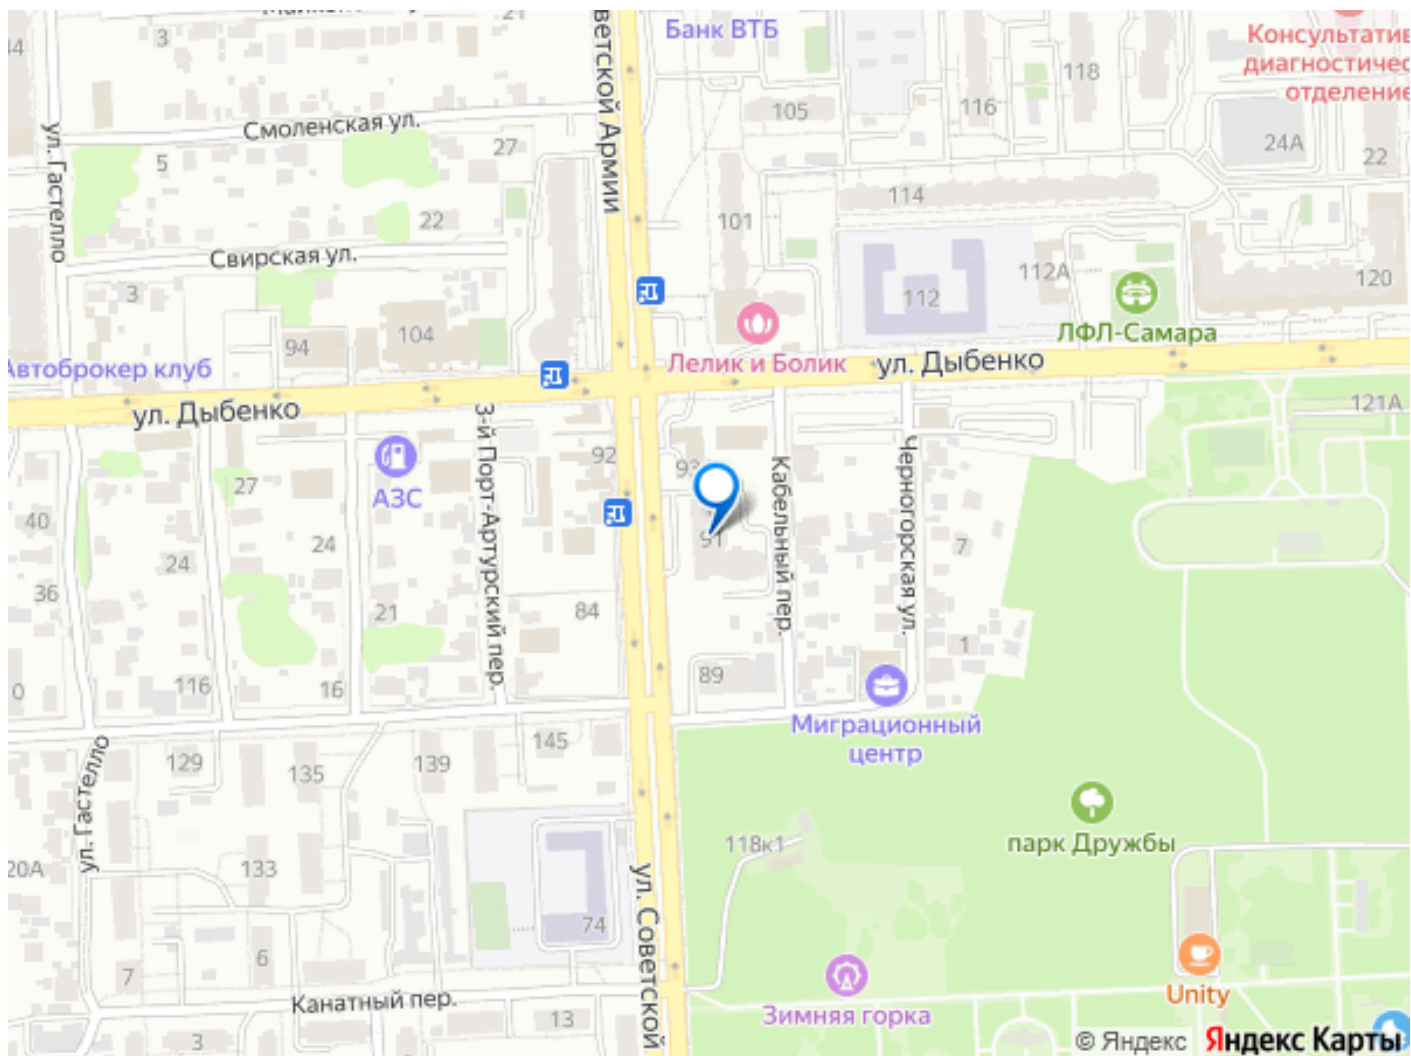 21
3
44
Банк ВТБ
Консультатив
диагностичес
отделение
118
116
105
ветской Армии
Смоленская ул.
27
24А
22
ул. Гастелло
5
114
22
101
Свирская ул.
112А
120
3
112
104
94
ЛФЛ-Самара
Автоброкер клуб
Лелик и Болик
ул. Дыбенко
ул. Дыбенко
121А
3-й Порт-Артурский пер.
92
93
Кабельный пер.
Черногорская ул.
27
АЗС
40
24
24
91
7
36
21
84
1
0
116
16
89
Миграционный
центр
145
ул. Гастелло
129
135
139
парк Дружбы
118к1
20А
133
ул. Советской
74
6
7
Unity
Канатный пер.
Зимняя горка
13
3
© Яндекс
Яндекс Карты